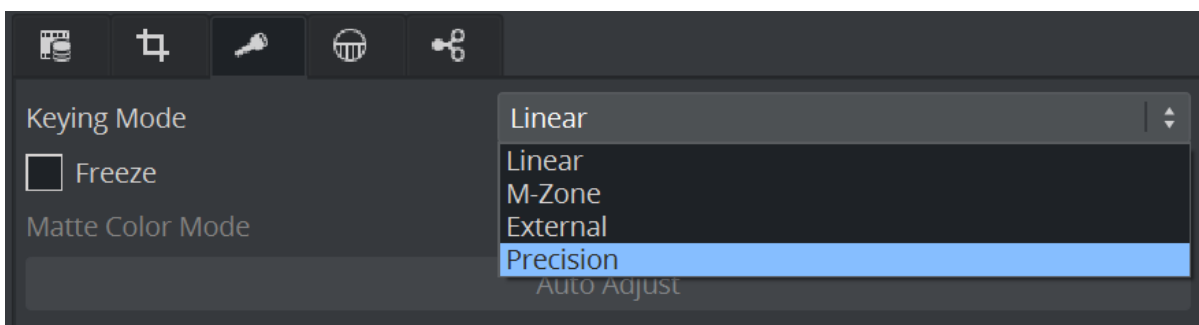 Keying Mode
Linear
Freeze
Linear
M-Zone
External
Precision
Matte Color Mode
Auto Adjust